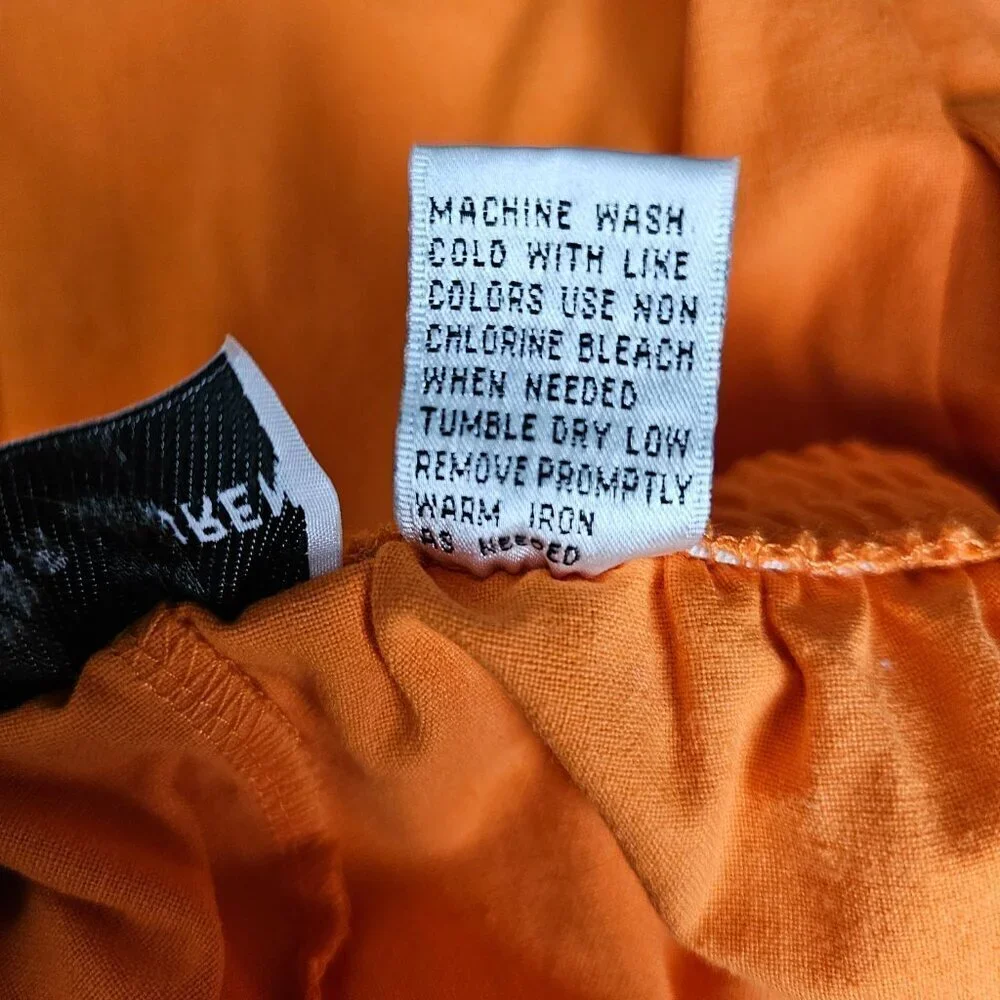 MACHINE WASH
COLD WITH LIKE
COLORS USE NON
CHLORINE BLEACH
WHEN NEEDED
TUMBLE DRY LOW
REMOVE PROMPTLY
WARM IRON
AS NEEDED